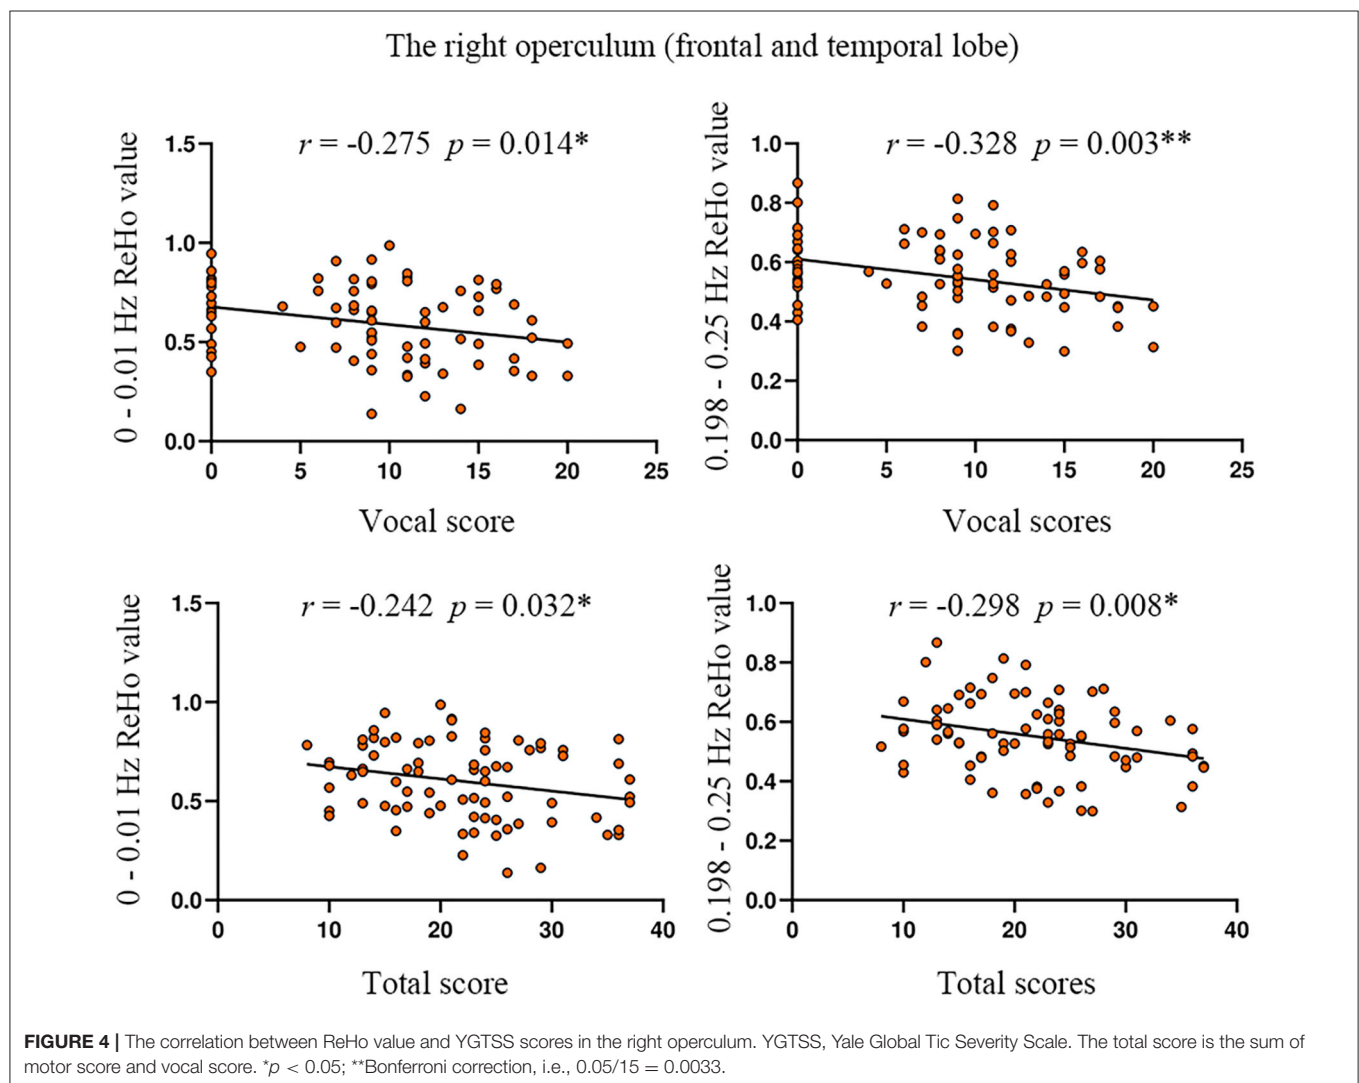 The right operculum (frontal and temporal lobe)
0 - 0.01 Hz ReHo value
r = -0.275 p = 0.014*
1.5
1.0
0.5
0.0
0 5 10 15 20 25
Vocal score
0.198 - 0.25 Hz ReHo value
r = -0.328 p = 0.003**
1.0
0.8
0.6
0.4
0.2
0.0
0 5 10 15 20 25
Vocal scores
0 - 0.01 Hz ReHo value
r = -0.242 p = 0.032*
1.5
1.0
0.5
0.0
0 10 20 30 40
Total score
0.198 - 0.25 Hz ReHo value
r = -0.298 p = 0.008*
1.0
0.8
0.6
0.4
0.2
0.0
0 10 20 30 40
Total scores
FIGURE 4 | The correlation between ReHo value and YGTSS scores in the right operculum. YGTSS, Yale Global Tic Severity Scale. The total score is the sum of
motor score and vocal score. *p < 0.05; **Bonferroni correction, i.e., 0.05/15 = 0.0033.